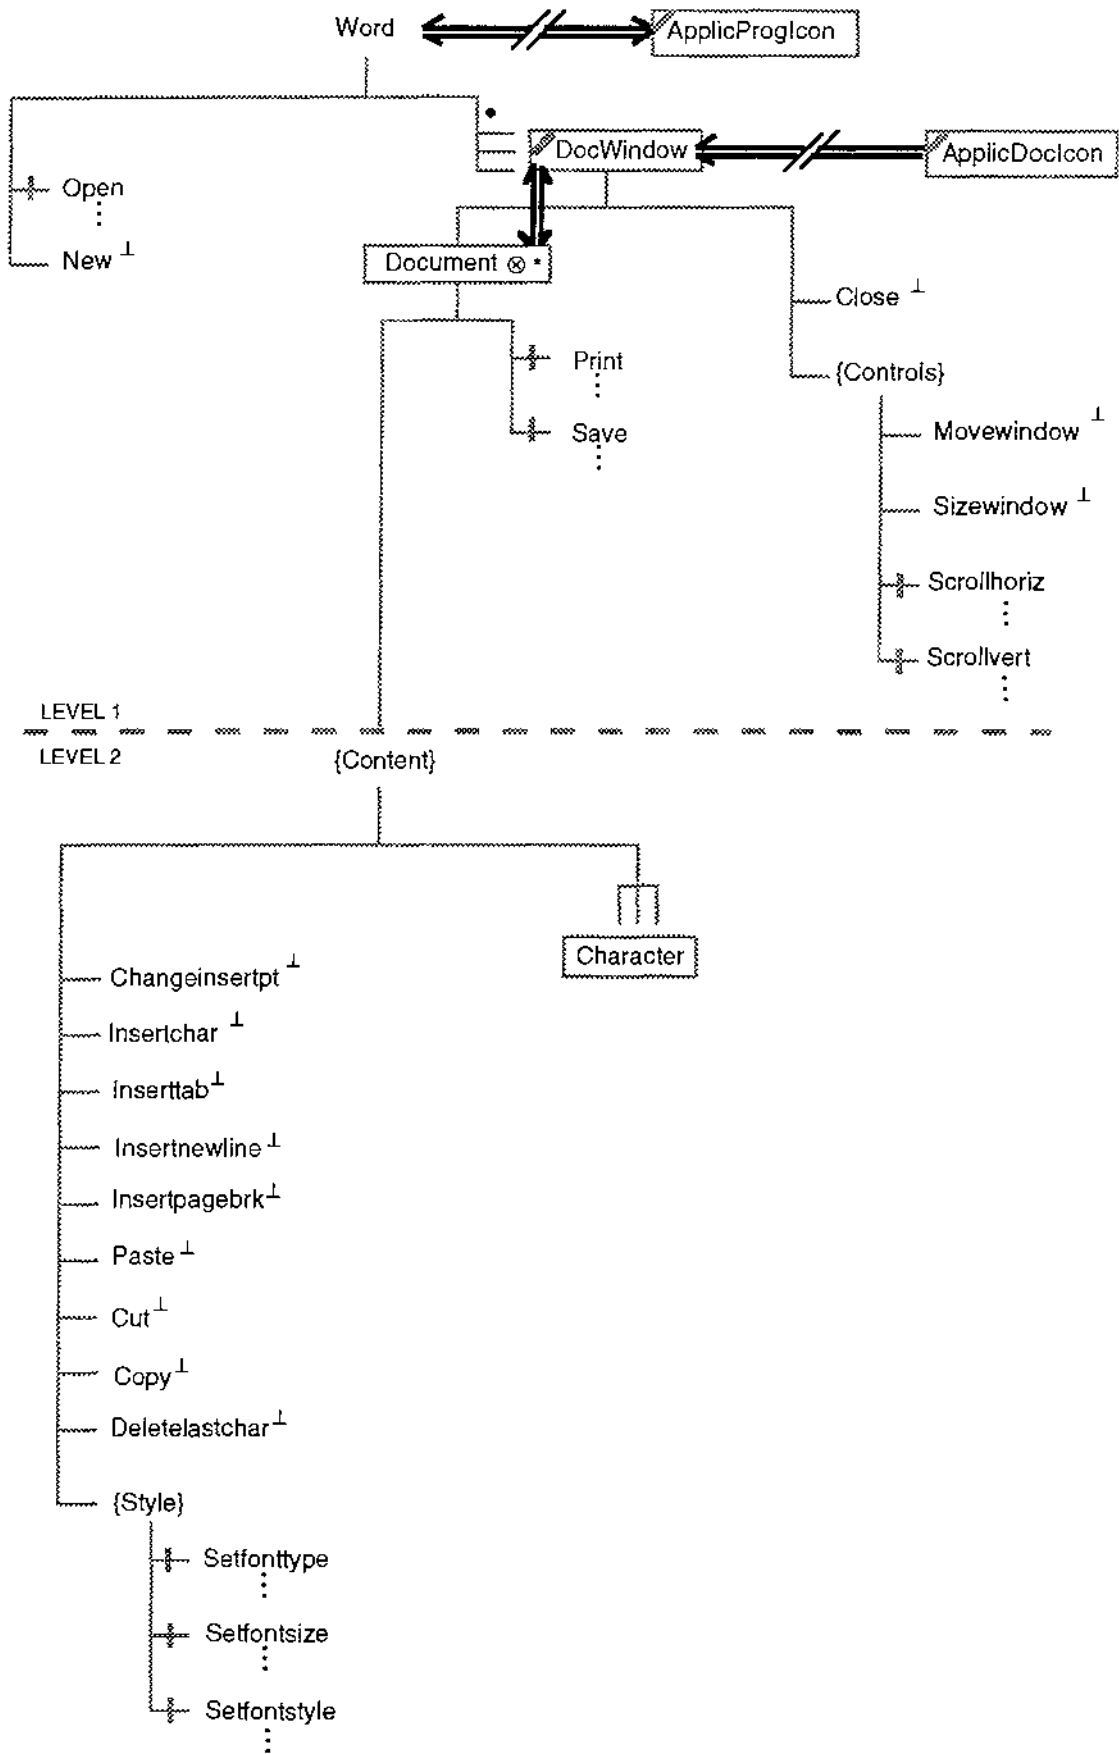 Word
ApplicProgIcon
DocWindow
ApplicDocIcon
Open
New ⊥
Document ⊗ *
Close ⊥
Print
{Controls}
Save
Movewindow ⊥
Sizewindow ⊥
Scrollhoriz
Scrollvert
LEVEL 1
LEVEL 2
{Content}
Character
Changeinsertpt ⊥
Insertchar ⊥
Inserttab ⊥
Insertnewline ⊥
Insertpagebrk ⊥
Paste ⊥
Cut ⊥
Copy ⊥
Deletelastchar ⊥
{Style}
Setfonttype
Setfontsize
Setfontstyle